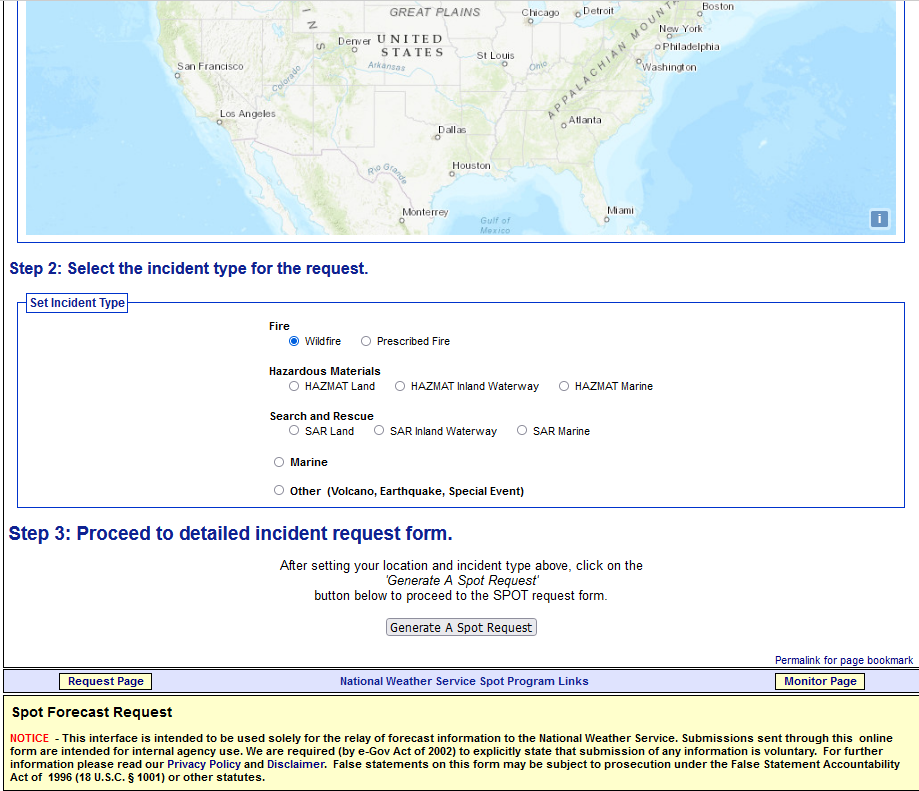 GREAT PLAINS
Chicago
Detroit
Boston
New York
Denver
UNITED
STATES
St Louis
Philadelphia
APPALACHIAN MOUNT
San Francisco
Colorado
Arkansas
Ohio
Washington
Los Angeles
Dallas
Atlanta
Houston
Rio Grande
Monterrey
Gulf of
Mexico
Miami
i
Step 2: Select the incident type for the request.
Set Incident Type
Fire
Wildfire Prescribed Fire
Hazardous Materials
HAZMAT Land HAZMAT Inland Waterway HAZMAT Marine
Search and Rescue
SAR Land SAR Inland Waterway SAR Marine
Marine
Other (Volcano, Earthquake, Special Event)
Step 3: Proceed to detailed incident request form.
After setting your location and incident type above, click on the
'Generate A Spot Request'
button below to proceed to the SPOT request form.
Generate A Spot Request
Permalink for page bookmark
Request Page National Weather Service Spot Program Links Monitor Page
Spot Forecast Request
NOTICE - This interface is intended to be used solely for the relay of forecast information to the National Weather Service. Submissions sent through this online
form are intended for internal agency use. We are required (by e-Gov Act of 2002) to explicitly state that submission of any information is voluntary. For further
information please read our Privacy Policy and Disclaimer. False statements on this form may be subject to prosecution under the False Statement Accountability
Act of 1996 (18 U.S.C. § 1001) or other statutes.